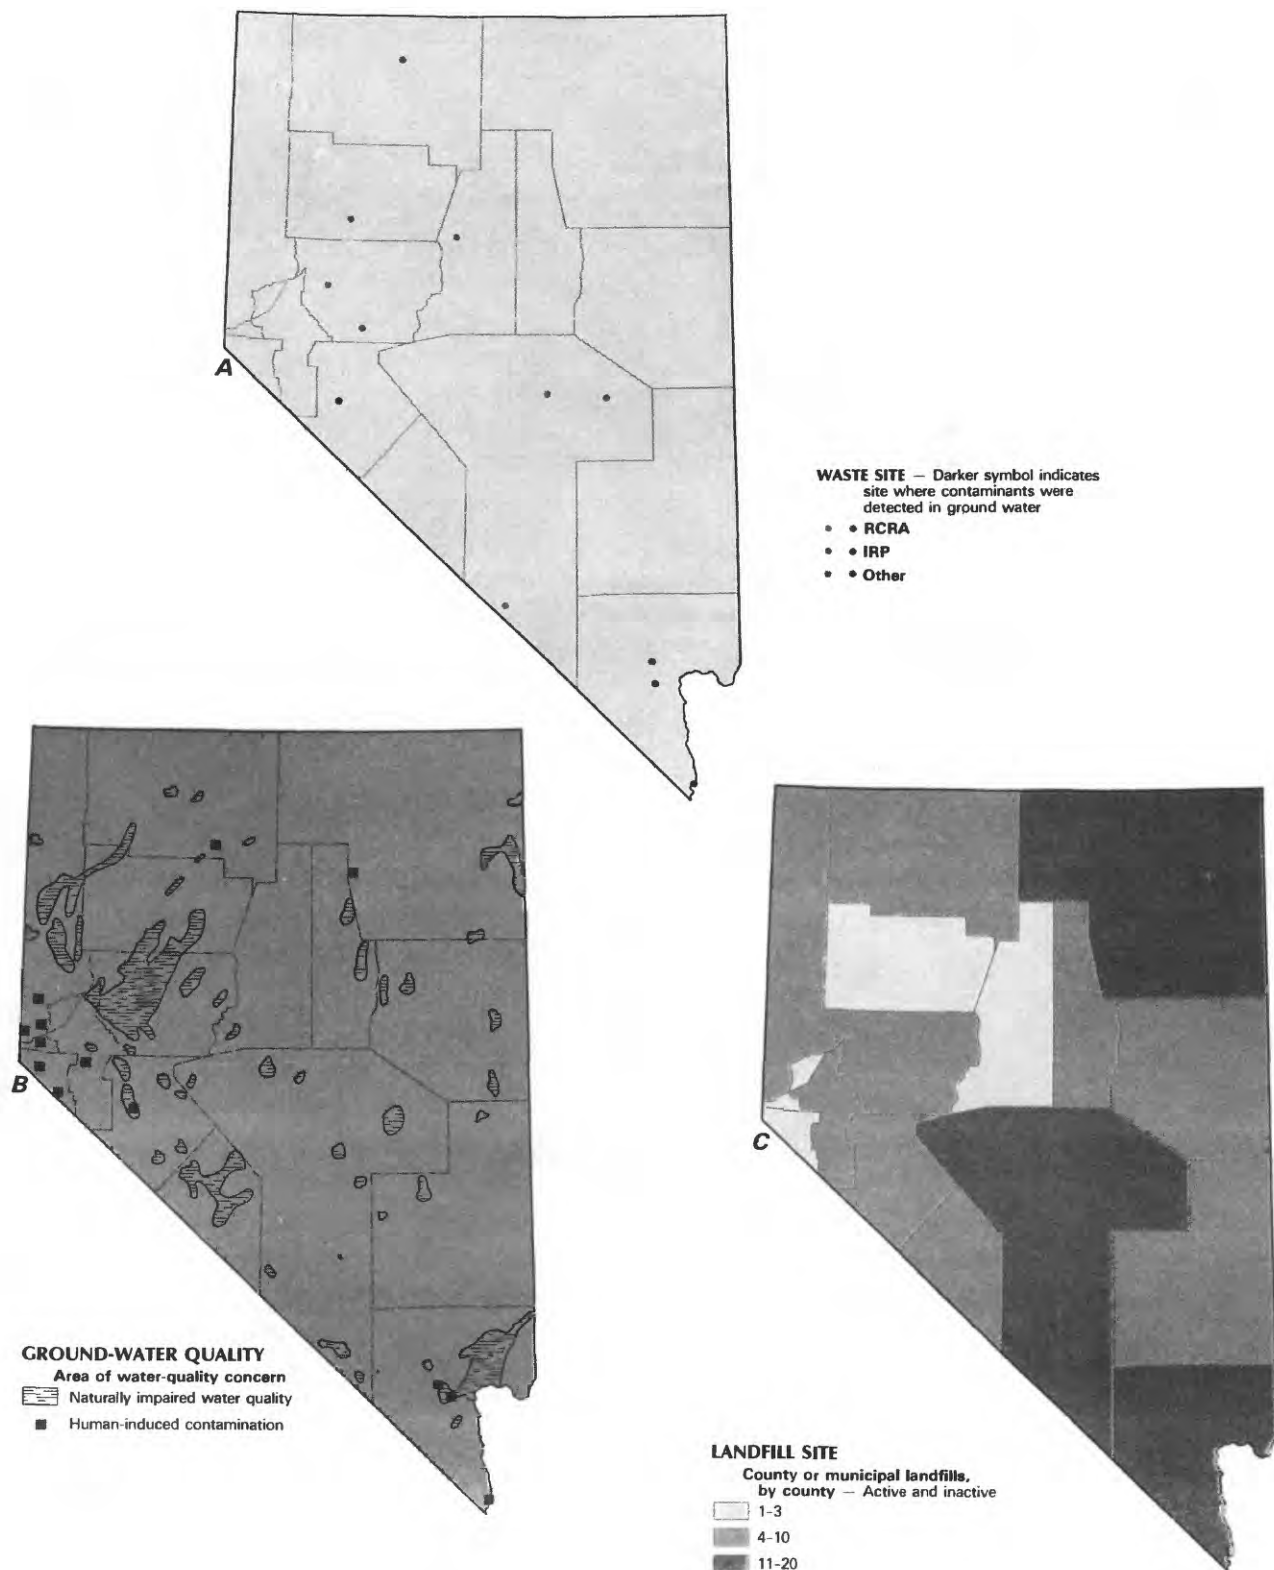 A
WASTE SITE — Darker symbol indicates
site where contaminants were
detected in ground water
RCRA
IRP
Other
B
GROUND-WATER QUALITY
Area of water-quality concern
Naturally impaired water quality
Human-induced contamination
C
LANDFILL SITE
County or municipal landfills,
by county — Active and inactive
1-3
4-10
11-20